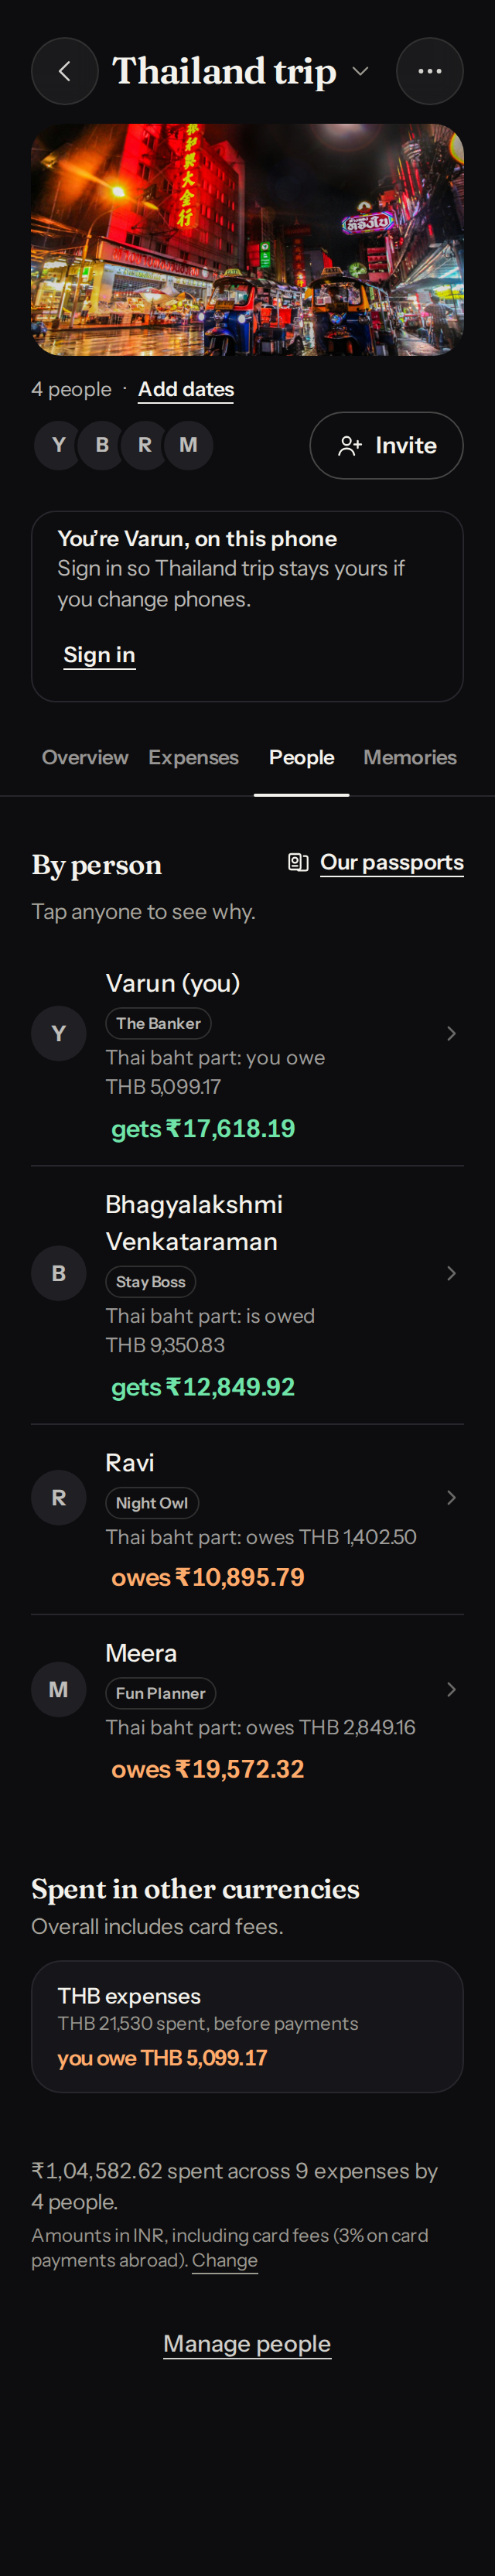 Thailand trip
大金行
4 people · Add dates
Y B R M
Invite
You're Varun, on this phone
Sign in so Thailand trip stays yours if
you change phones.
Sign in
Overview Expenses People Memories
By person
Our passports
Tap anyone to see why.
Y
Varun (you)
The Banker
Thai baht part: you owe
THB 5,099.17
gets ₹17,618.19
B
Bhagyalakshmi
Venkataraman
Stay Boss
Thai baht part: is owed
THB 9,350.83
gets ₹12,849.92
R
Ravi
Night Owl
Thai baht part: owes THB 1,402.50
owes ₹10,895.79
M
Meera
Fun Planner
Thai baht part: owes THB 2,849.16
owes ₹19,572.32
Spent in other currencies
Overall includes card fees.
THB expenses
THB 21,530 spent, before payments
you owe THB 5,099.17
₹1,04,582.62 spent across 9 expenses by
4 people.
Amounts in INR, including card fees (3% on card
payments abroad). Change
Manage people